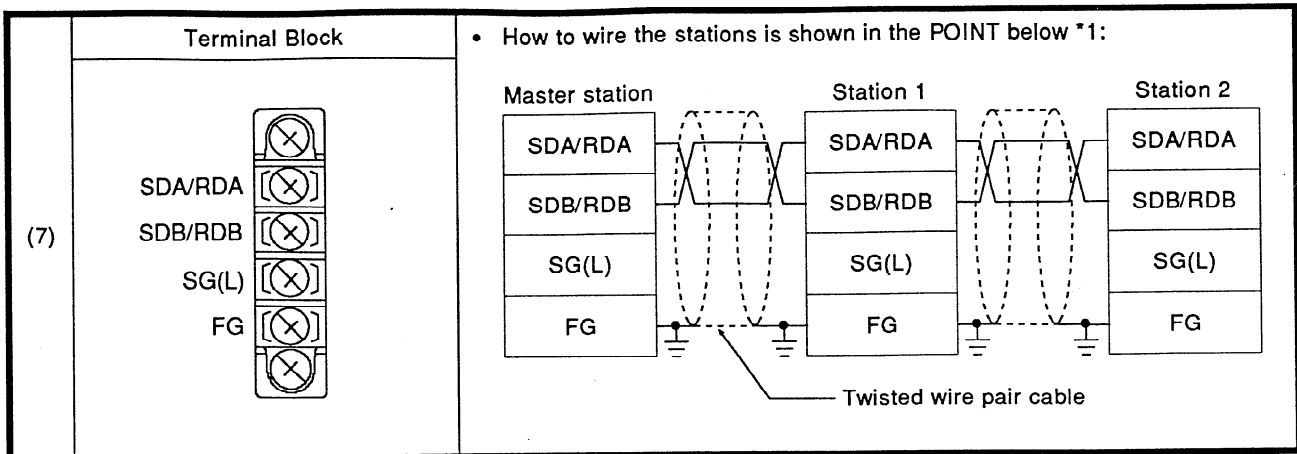 Terminal Block
• How to wire the stations is shown in the POINT below *1:
(7)
SDA/RDA
SDB/RDB
SG(L)
FG
Master station
SDA/RDA
SDB/RDB
SG(L)
FG
Station 1
SDA/RDA
SDB/RDB
SG(L)
FG
Station 2
SDA/RDA
SDB/RDB
SG(L)
FG
Twisted wire pair cable